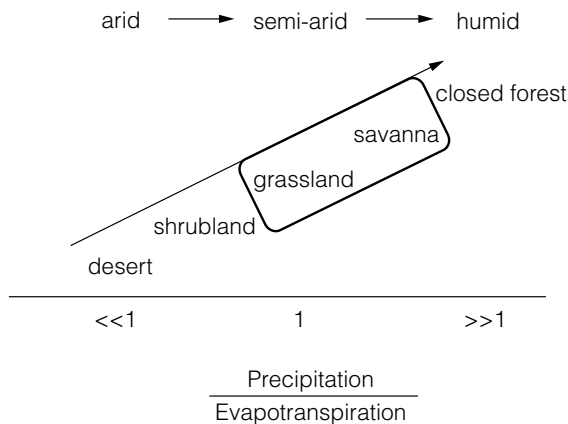 arid semi-arid humid
closed forest
savanna
grassland
shrubland
desert
<<1 1 >>1
Precipitation
Evapotranspiration